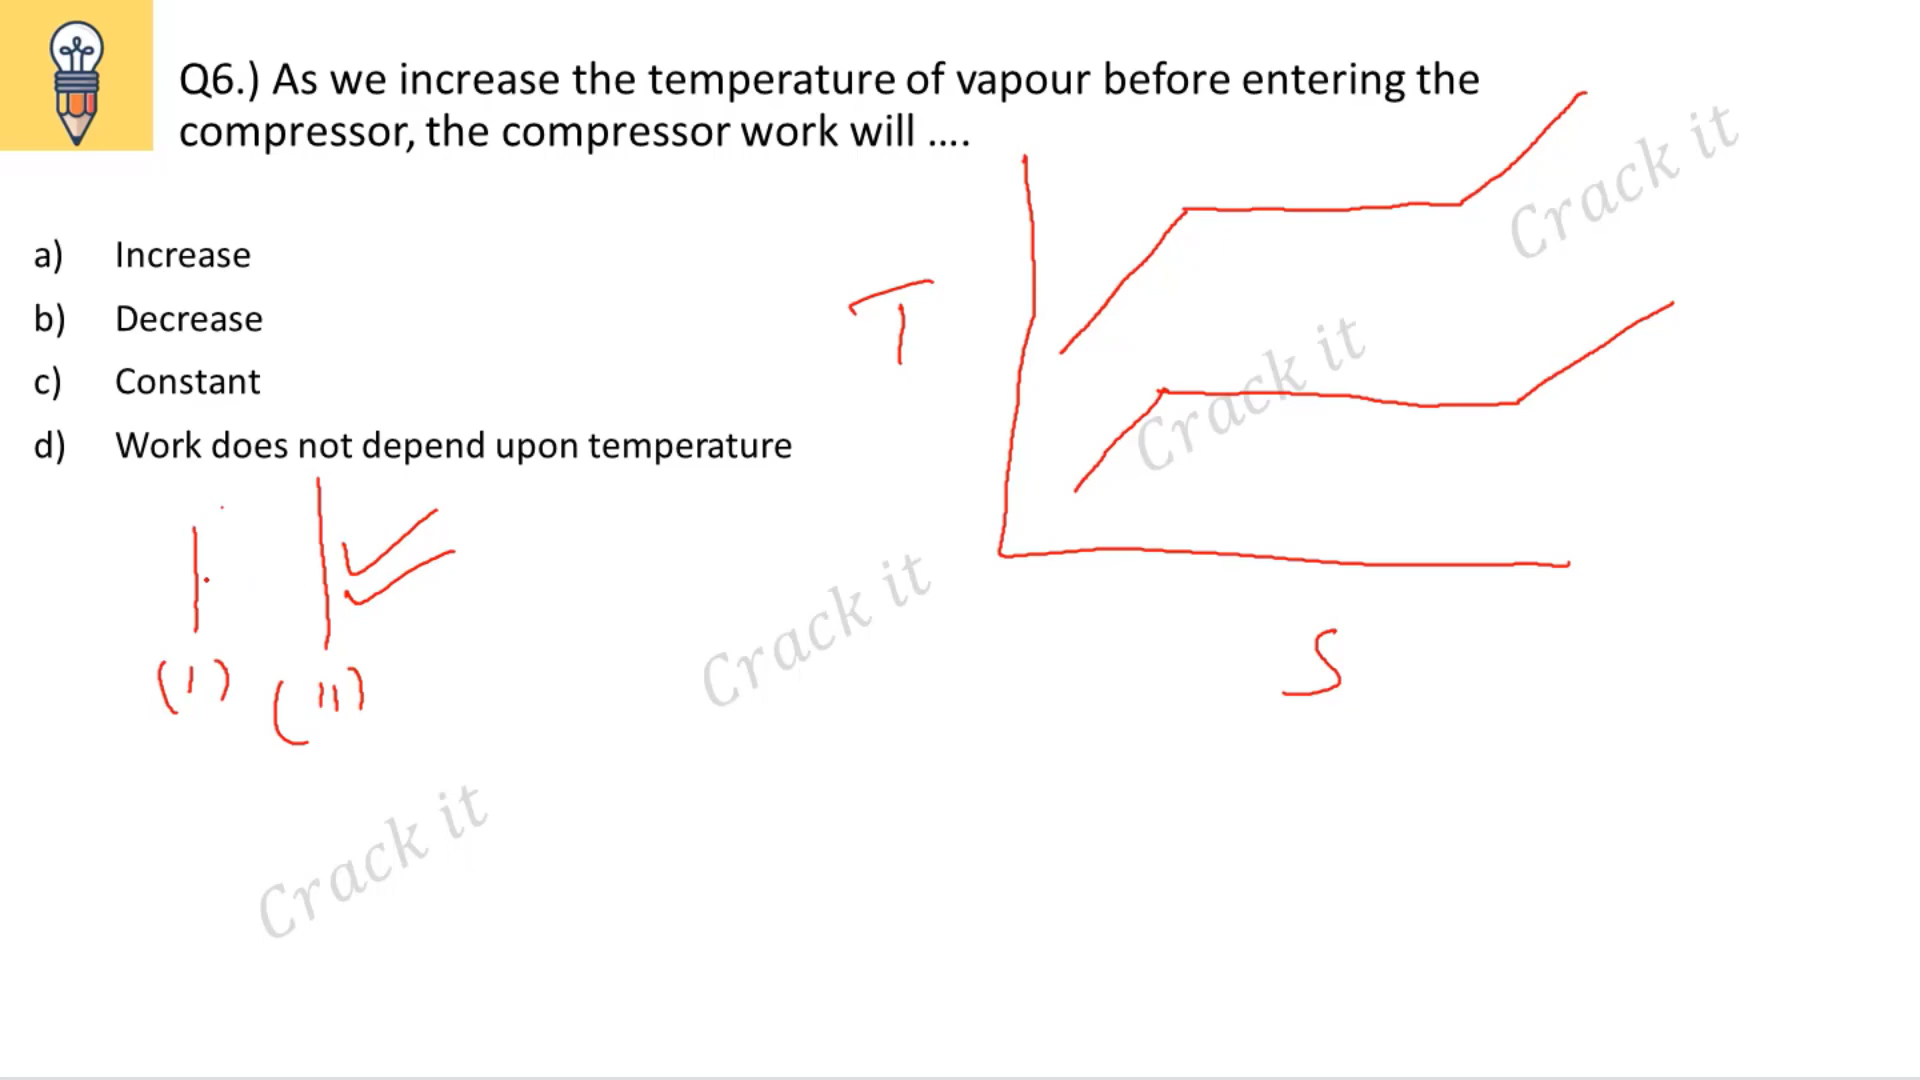 Q6.) As we increase the temperature of vapour before entering the
compressor, the compressor work will ....
a) Increase
b) Decrease
c) Constant
d) Work does not depend upon temperature
T
S
(I)
(II)
Crack it
Crack it
Crack it
Crack it